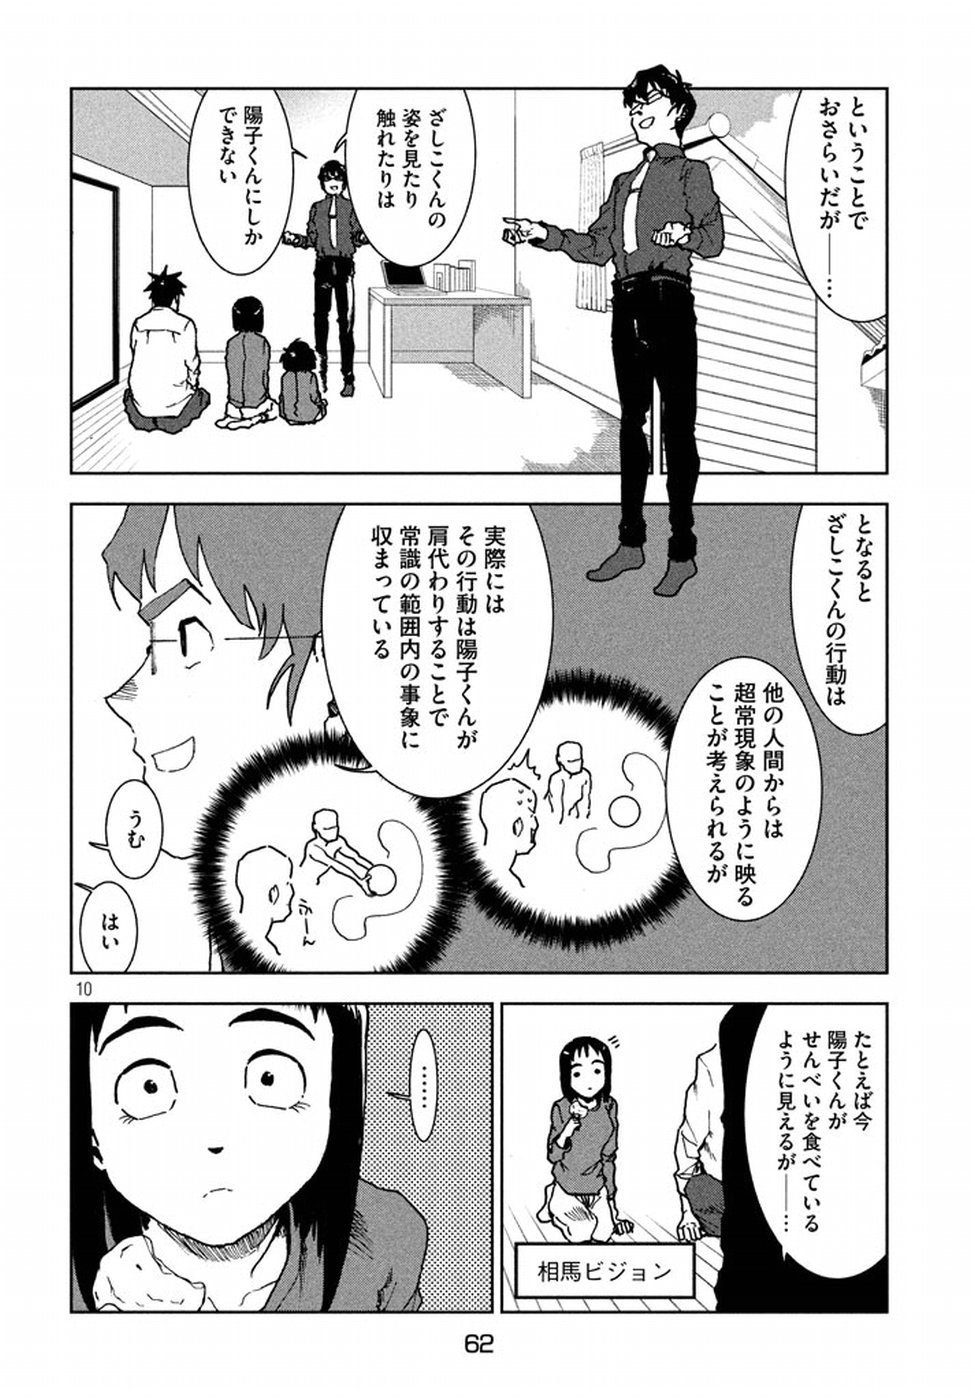 ということで
おさらいだが――…
ざしこくんの
姿を見たり
触れたりは
陽子くんにしか
できない
となると
ざしこくんの行動は
他の人間からは
超常現象のように映る
ことが考えられるが
実際には
その行動は陽子くんが
肩代わりすることで
常識の範囲内の事象に
収まっている
ふーん
うむ
はい
10
たとえば今
陽子くんが
せんべいを食べている
ように見えるが――…
相馬ビジョン
……
62